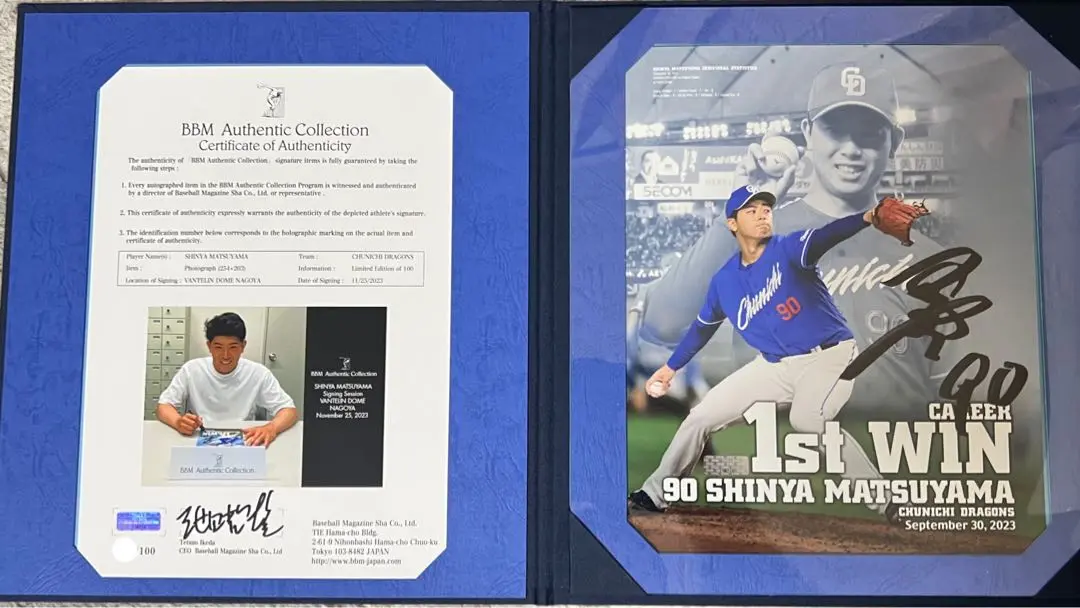 BBM Authentic Collection
Certificate of Authenticity
The authenticity of 「BBM Authentic Collection」 signature items is fully guaranteed by taking the
following steps :
1. Every autographed item in the BBM Authentic Collection Program is witnessed and authenticated
by a director of Baseball Magazine Sha Co., Ltd. or representative .
2. This certificate of authenticity expressly warrants the authenticity of the depicted athlete's signature.
3. The identification number below corresponds to the holographic marking on the actual item and
certificate of authenticity.
Player Name(s) : SHINYA MATSUYAMA Team : CHUNICHI DRAGONS
Item : Photograph (254×203) Information : Limited Edition of 100
Location of Signing : VANTELIN DOME NAGOYA Date of Signing : 11/25/2023
BBM Authentic Collection
SHINYA MATSUYAMA
Signing Session
VANTELIN DOME
NAGOYA
November 25, 2023
BBM Authentic Collection
Tetsuo Ikeda
CEO Baseball Magazine Sha Co., Ltd
100
Baseball Magazine Sha Co., Ltd.
TIE Hama-cho Bldg.
2-61-9 Nihonbashi Hama-cho Chuo-ku
Tokyo 103-8482 JAPAN
http://www.bbm-japan.com
SHINYA MATSUYAMA INDIVIDUAL STATISTICS
CD
SECOM
Chunichi
90
unichi
90
90
CAREER
1st WIN
90 SHINYA MATSUYAMA
CHUNICHI DRAGONS
September 30, 2023